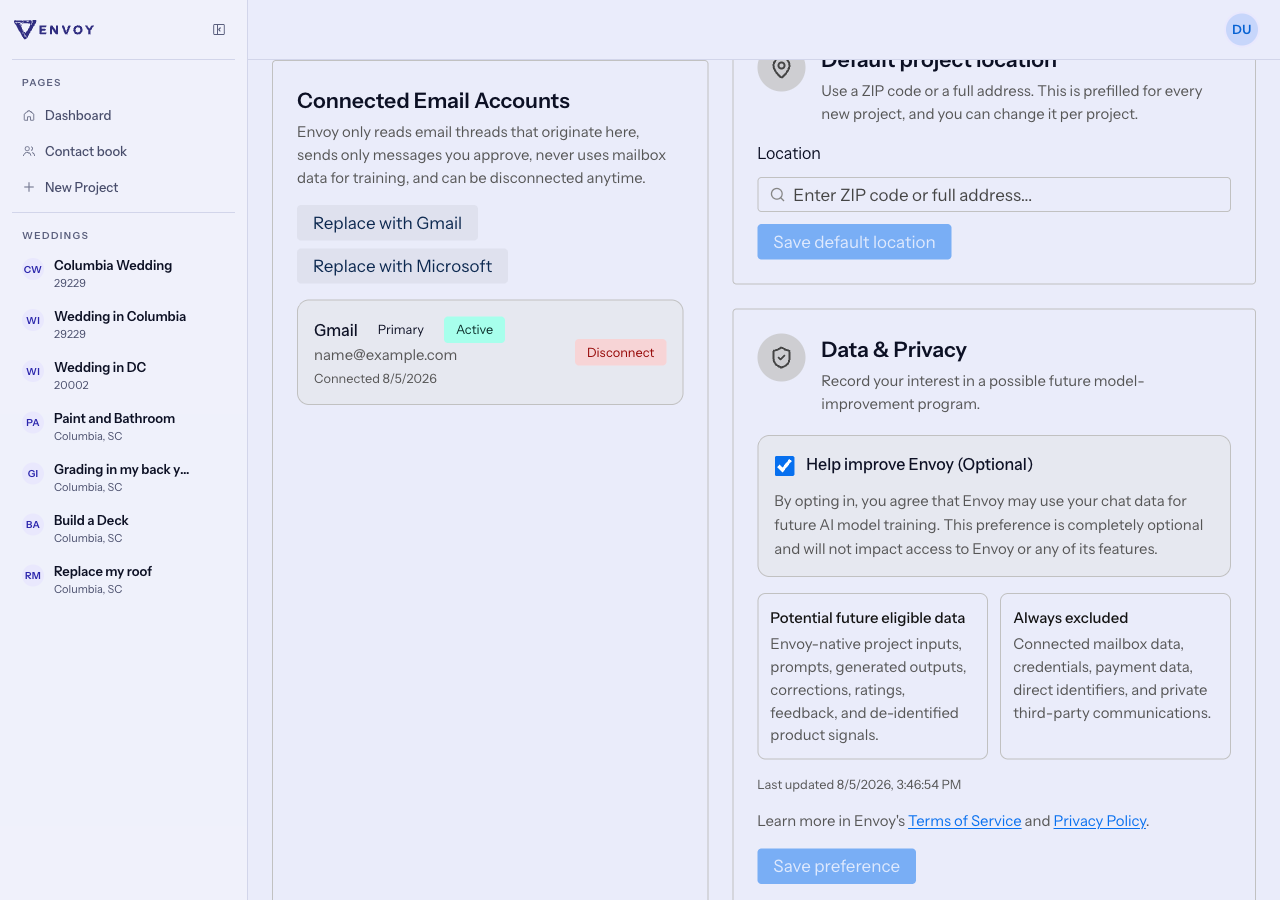 ENVOY
DU
PAGES
Dashboard
Contact book
New Project
WEDDINGS
CW
Columbia Wedding
29229
WI
Wedding in Columbia
29229
WI
Wedding in DC
20002
PA
Paint and Bathroom
Columbia, SC
GI
Grading in my back y...
Columbia, SC
BA
Build a Deck
Columbia, SC
RM
Replace my roof
Columbia, SC
Connected Email Accounts
Envoy only reads email threads that originate here,
sends only messages you approve, never uses mailbox
data for training, and can be disconnected anytime.
Replace with Gmail
Replace with Microsoft
Gmail Primary Active
name@example.com
Connected 8/5/2026
Disconnect
Default project location
Use a ZIP code or a full address. This is prefilled for every
new project, and you can change it per project.
Location
Enter ZIP code or full address...
Save default location
Data & Privacy
Record your interest in a possible future model-
improvement program.
Help improve Envoy (Optional)
By opting in, you agree that Envoy may use your chat data for
future AI model training. This preference is completely optional
and will not impact access to Envoy or any of its features.
Potential future eligible data
Envoy-native project inputs,
prompts, generated outputs,
corrections, ratings,
feedback, and de-identified
product signals.
Always excluded
Connected mailbox data,
credentials, payment data,
direct identifiers, and private
third-party communications.
Last updated 8/5/2026, 3:46:54 PM
Learn more in Envoy's Terms of Service and Privacy Policy.
Save preference